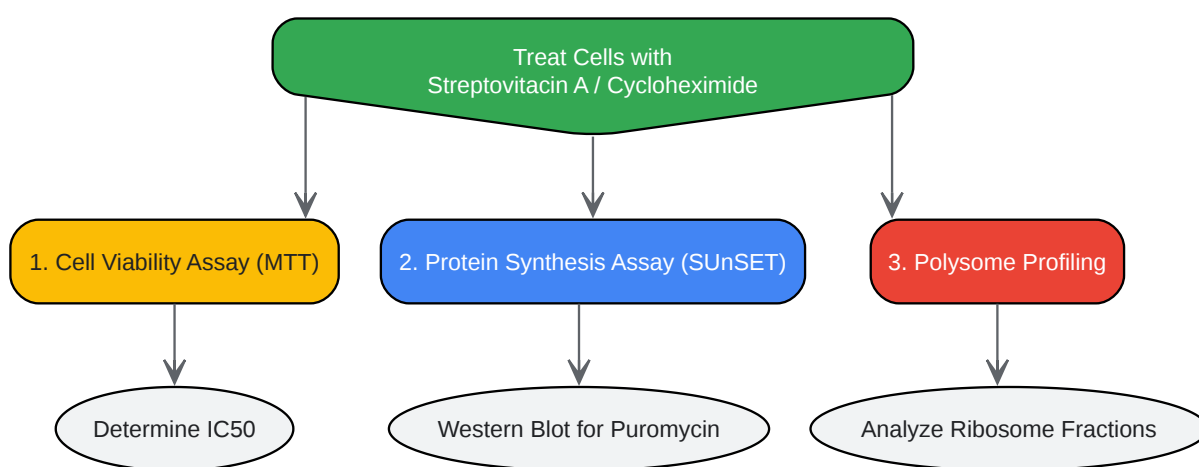 Treat Cells with
Streptovitacin A / Cycloheximide
1. Cell Viability Assay (MTT)
2. Protein Synthesis Assay (SUnSET)
3. Polysome Profiling
Determine IC50
Western Blot for Puromycin
Analyze Ribosome Fractions